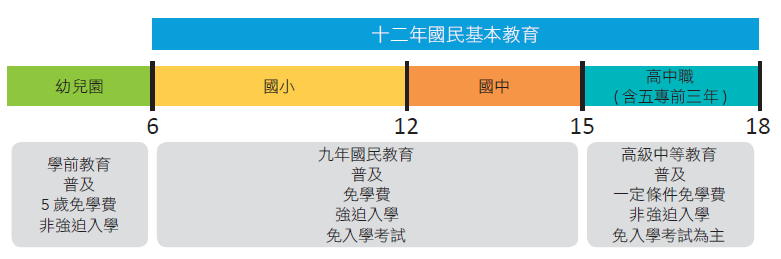 十二年國民基本教育
幼兒園
國小
國中
高中職
(含五專前三年)
6
12
15
18
學前教育
普及
5歲免學費
非強迫入學
九年國民教育
普及
免學費
強迫入學
免入學考試
高級中等教育
普及
一定條件免學費
非強迫入學
免入學考試為主